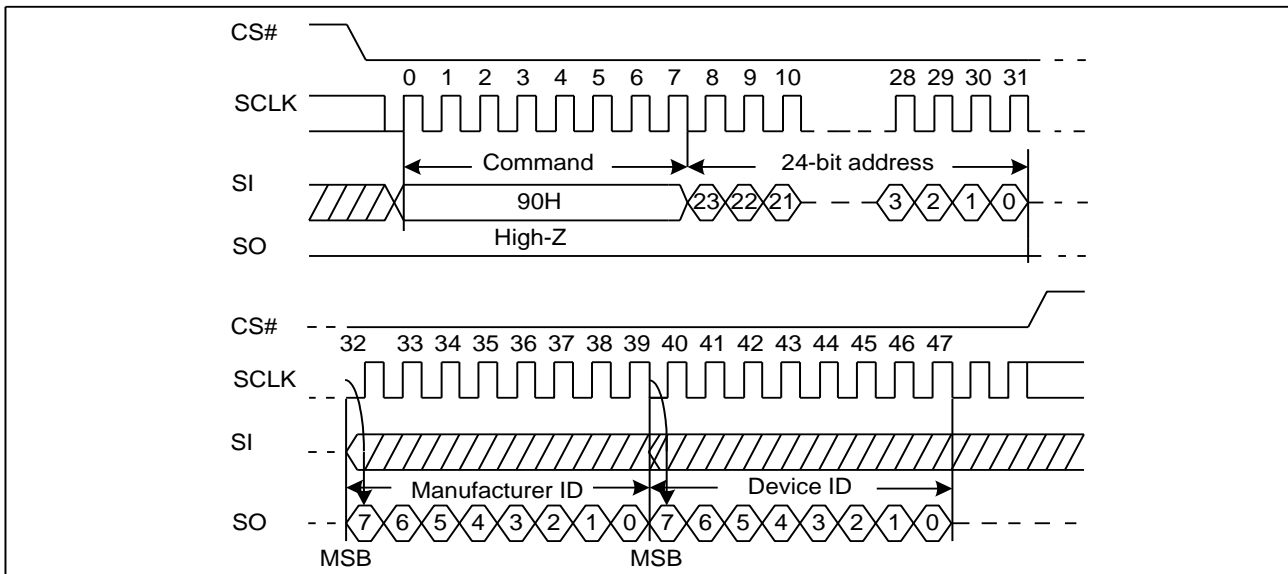 CS#
0 1 2 3 4 5 6 7 8 9 10 28 29 30 31
SCLK
Command 24-bit address
SI
90H 23 22 21 3 2 1 0
High-Z
SO
CS#
32 33 34 35 36 37 38 39 40 41 42 43 44 45 46 47
SCLK
SI
Manufacturer ID Device ID
SO 7 6 5 4 3 2 1 0 7 6 5 4 3 2 1 0
MSB MSB